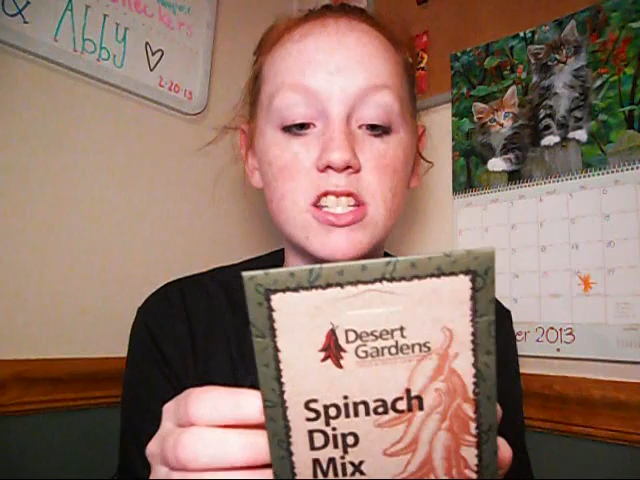 & Abby
2-20-13
Desert
Gardens
Spinach
Dip
Mix
er 2013